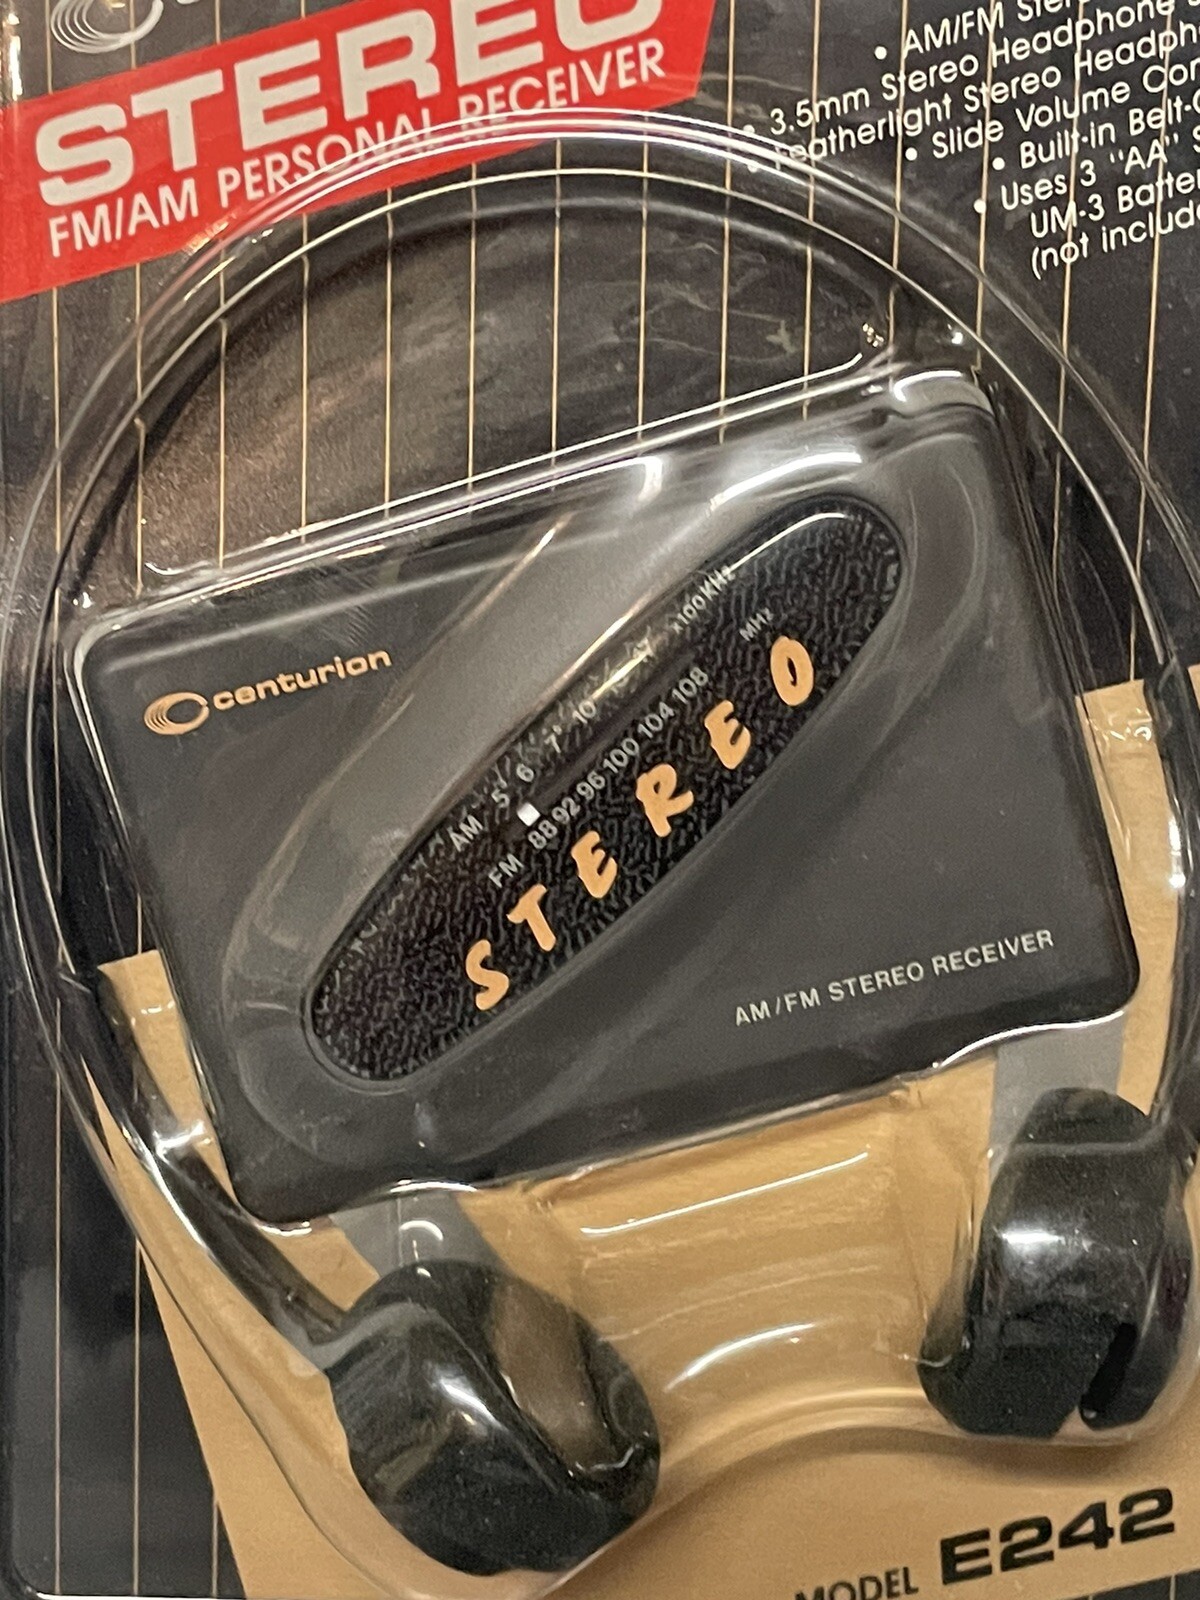 STEREO
FM/AM PERSONAL RECEIVER
• AM/FM
• 3.5mm Stereo Headphone
• Featherlight Stereo
• Slide Volume
• Built-in
• Uses 3 "AA"
UM-3
(not
centurion
x100KHz
AM 5 6 7 10
MHz
FM 88 92 96 100 104 108
STEREO
AM/FM STEREO RECEIVER
MODEL E242